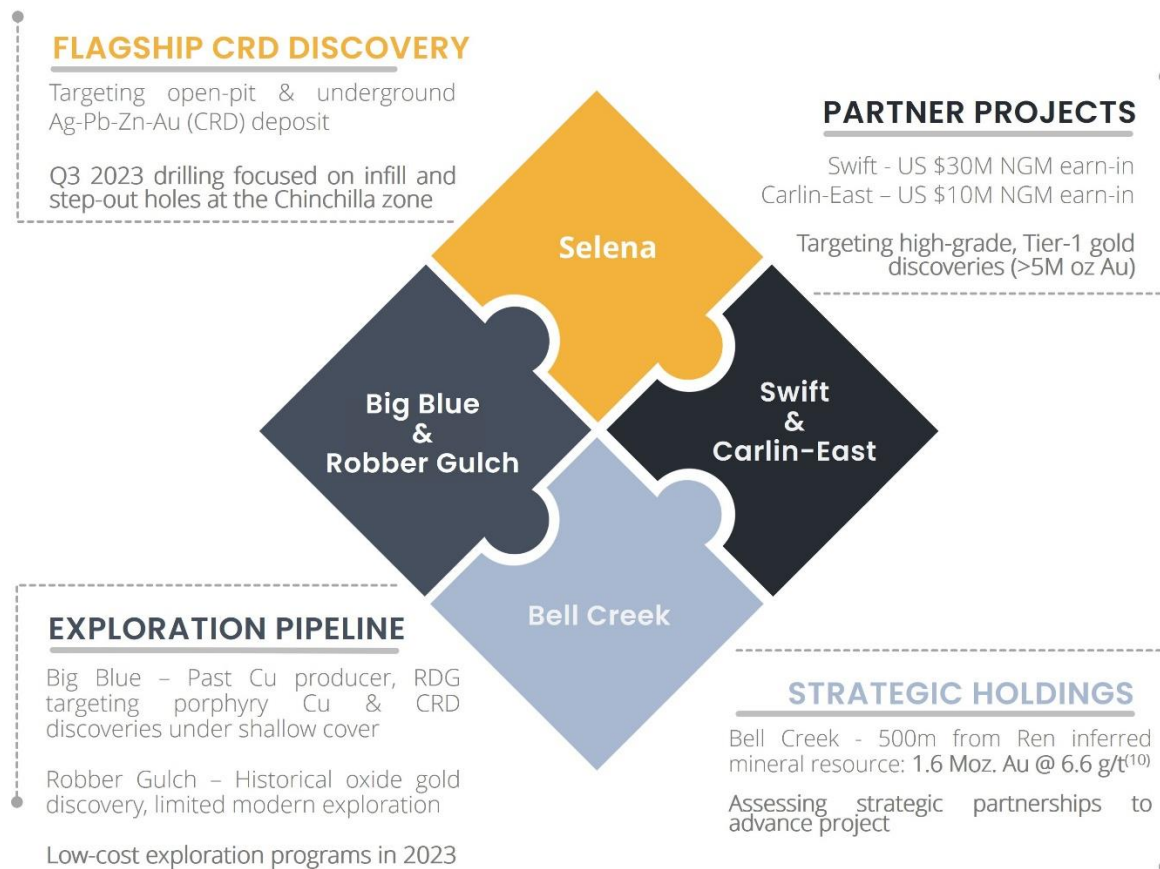 FLAGSHIP CRD DISCOVERY
Targeting open-pit & underground
Ag-Pb-Zn-Au (CRD) deposit
Q3 2023 drilling focused on infill and
step-out holes at the Chinchilla zone
PARTNER PROJECTS
Swift - US $30M NGM earn-in
Carlin-East – US $10M NGM earn-in
Targeting high-grade, Tier-1 gold
discoveries (>5M oz Au)
Selena
Big Blue
&
Robber Gulch
Swift
&
Carlin-East
Bell Creek
EXPLORATION PIPELINE
Big Blue – Past Cu producer, RDG
targeting porphyry Cu & CRD
discoveries under shallow cover
Robber Gulch – Historical oxide gold
discovery, limited modern exploration
Low-cost exploration programs in 2023
STRATEGIC HOLDINGS
Bell Creek - 500m from Ren inferred
mineral resource: 1.6 Moz. Au @ 6.6 g/t(10)
Assessing strategic partnerships to
advance project